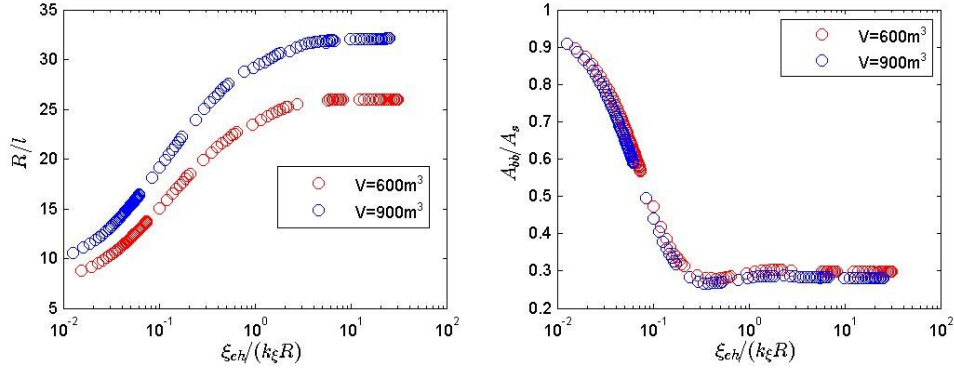 35
30
25
20
15
10
5
R/l
V=600m³
V=900m³
10⁻² 10⁻¹ 10⁰ 10¹ 10²
ξ_eh/(k_ξR)
1
0.9
0.8
0.7
0.6
0.5
0.4
0.3
0.2
A_bb/A_s
V=600m³
V=900m³
10⁻² 10⁻¹ 10⁰ 10¹ 10²
ξ_eh/(k_ξR)